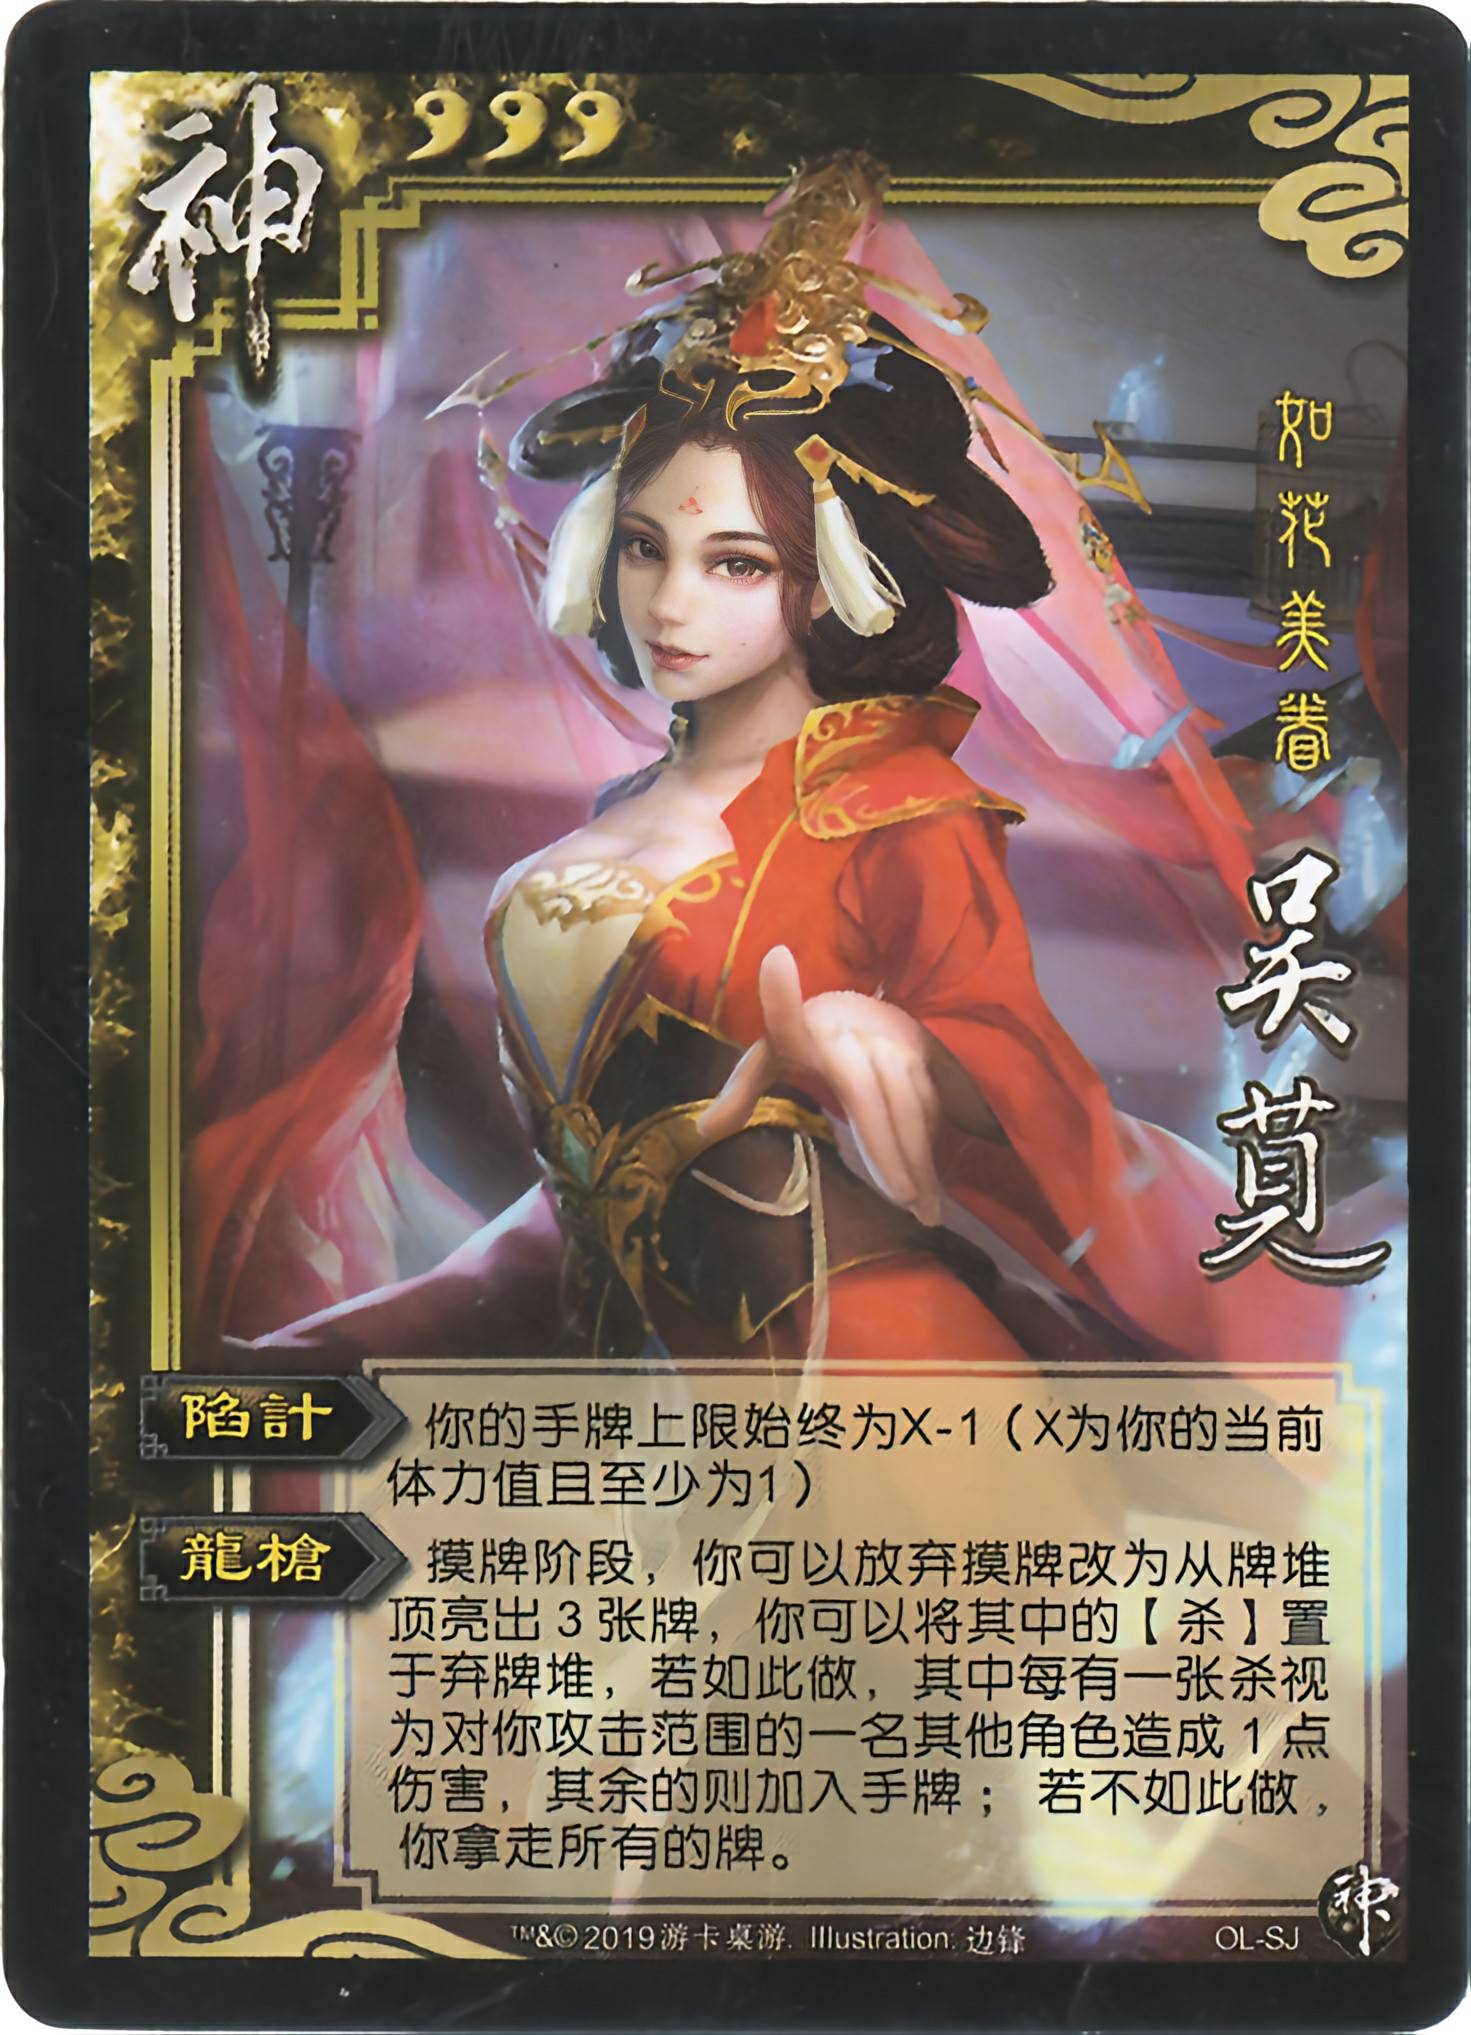 神
如花美眷
吴莧
陷計
你的手牌上限始终为X-1（X为你的当前
体力值且至少为1）
龍槍
摸牌阶段，你可以放弃摸牌改为从牌堆
顶亮出3张牌，你可以将其中的【杀】置
于弃牌堆，若如此做，其中每有一张杀视
为对你攻击范围的一名其他角色造成1点
伤害，其余的则加入手牌；若不如此做，
你拿走所有的牌。
™&©2019游卡桌游. Illustration: 边锋
OL-SJ
神